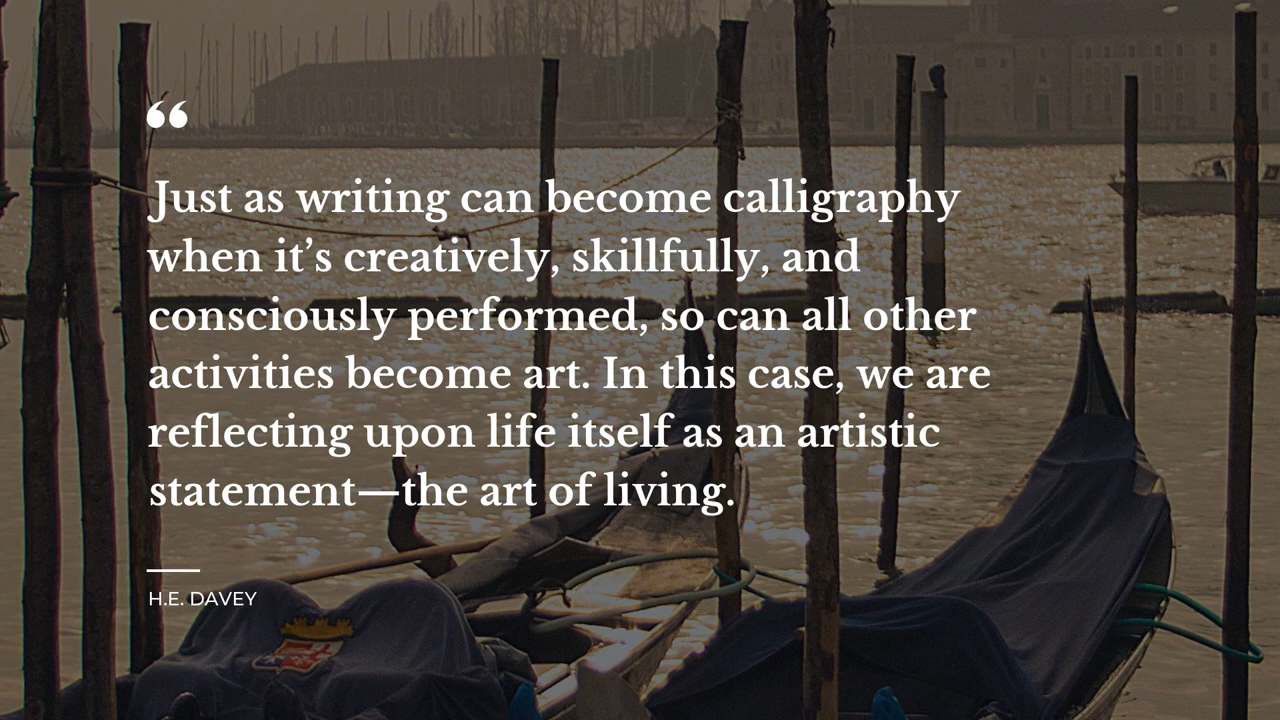 “
Just as writing can become calligraphy
when it’s creatively, skillfully, and
consciously performed, so can all other
activities become art. In this case, we are
reflecting upon life itself as an artistic
statement—the art of living.
H.E. DAVEY